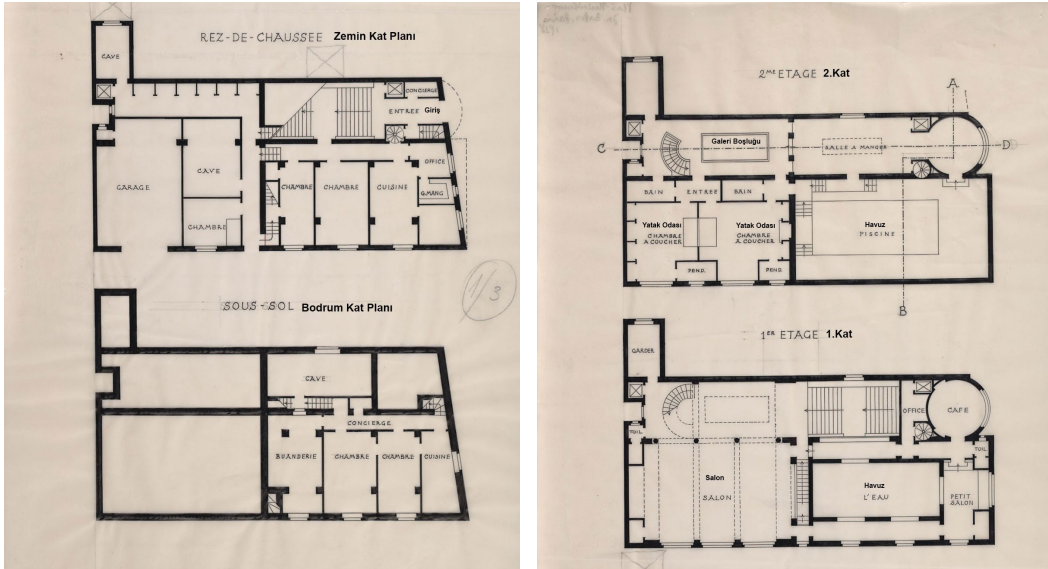 REZ-DE-CHAUSSEE Zemin Kat Planı
CAVE
CONCIERGE
ENTREE Giriş
GARAGE
CAVE
CHAMBRE
CHAMBRE
CHAMBRE
CUISINE
OFFICE
G.MANG
1/3
SOUS-SOL Bodrum Kat Planı
CAVE
CONCIERGE
BUANDERIE
CHAMBRE
CHAMBRE
CUISINE
2ME ETAGE 2.Kat
A
C
Galeri Boşluğu
SALLE A MANGER
D
BAIN
ENTREE
BAIN
Yatak Odası
CHAMBRE
A COUCHER
Yatak Odası
CHAMBRE
A COUCHER
Havuz
PISCINE
PEND.
PEND.
B
1ER ETAGE 1.Kat
GARDER
OFFICE
CAFE
TOIL.
TOIL.
Salon
SALON
Havuz
L'EAU
PETIT
SALON